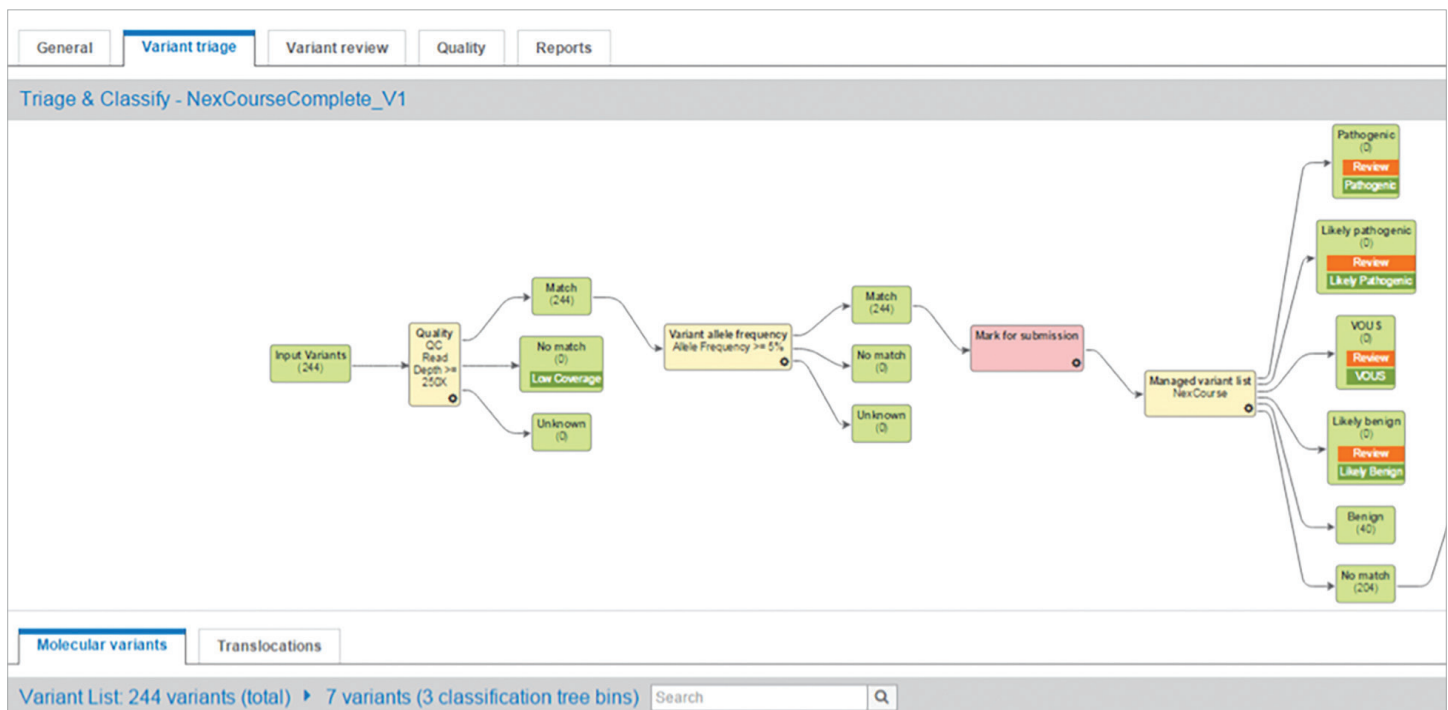 General
Variant triage
Variant review
Quality
Reports
Triage & Classify - NexCourseComplete_V1
Input Variants
(244)
Quality
QC
Read
Depth >=
250X
Match
(244)
No match
(0)
Low Coverage
Unknown
(0)
Variant allele frequency
Allele Frequency >= 5%
Match
(244)
No match
(0)
Unknown
(0)
Mark for submission
Managed variant list
NexCourse
Pathogenic
(0)
Review
Pathogenic
Likely pathogenic
(0)
Review
Likely Pathogenic
VOUS
(0)
Review
VOUS
Likely benign
(0)
Review
Likely Benign
Benign
(40)
No match
(204)
Molecular variants
Translocations
Variant List: 244 variants (total) 7 variants (3 classification tree bins)
Search